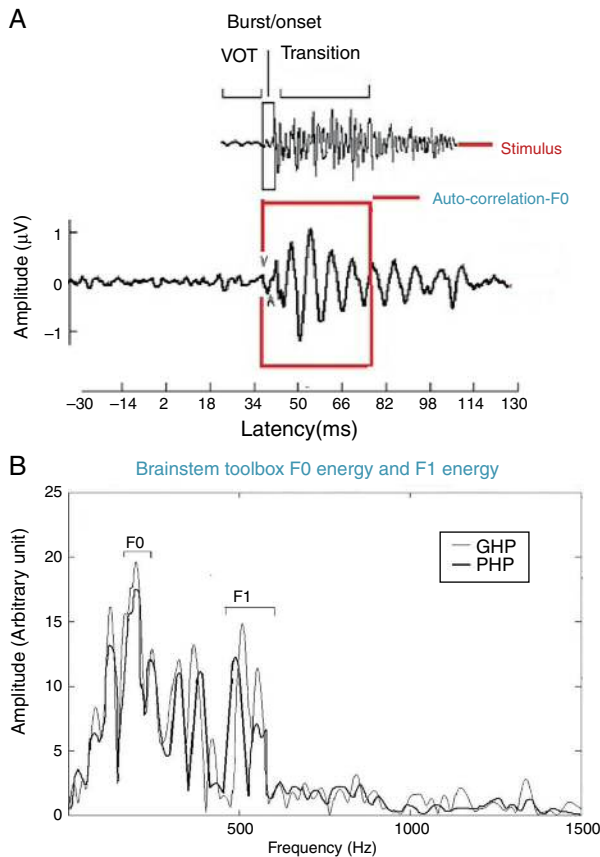 A
Burst/onset
VOT
Transition
Stimulus
Auto-correlation-F0
Amplitude (μV)
1
0
−1
V
−30 −14 2 18 34 50 66 82 98 114 130
Latency(ms)
B
Brainstem toolbox F0 energy and F1 energy
Amplitude (Arbitrary unit)
25
20
15
10
5
0
F0
F1
GHP
PHP
500 1000 1500
Frequency (Hz)